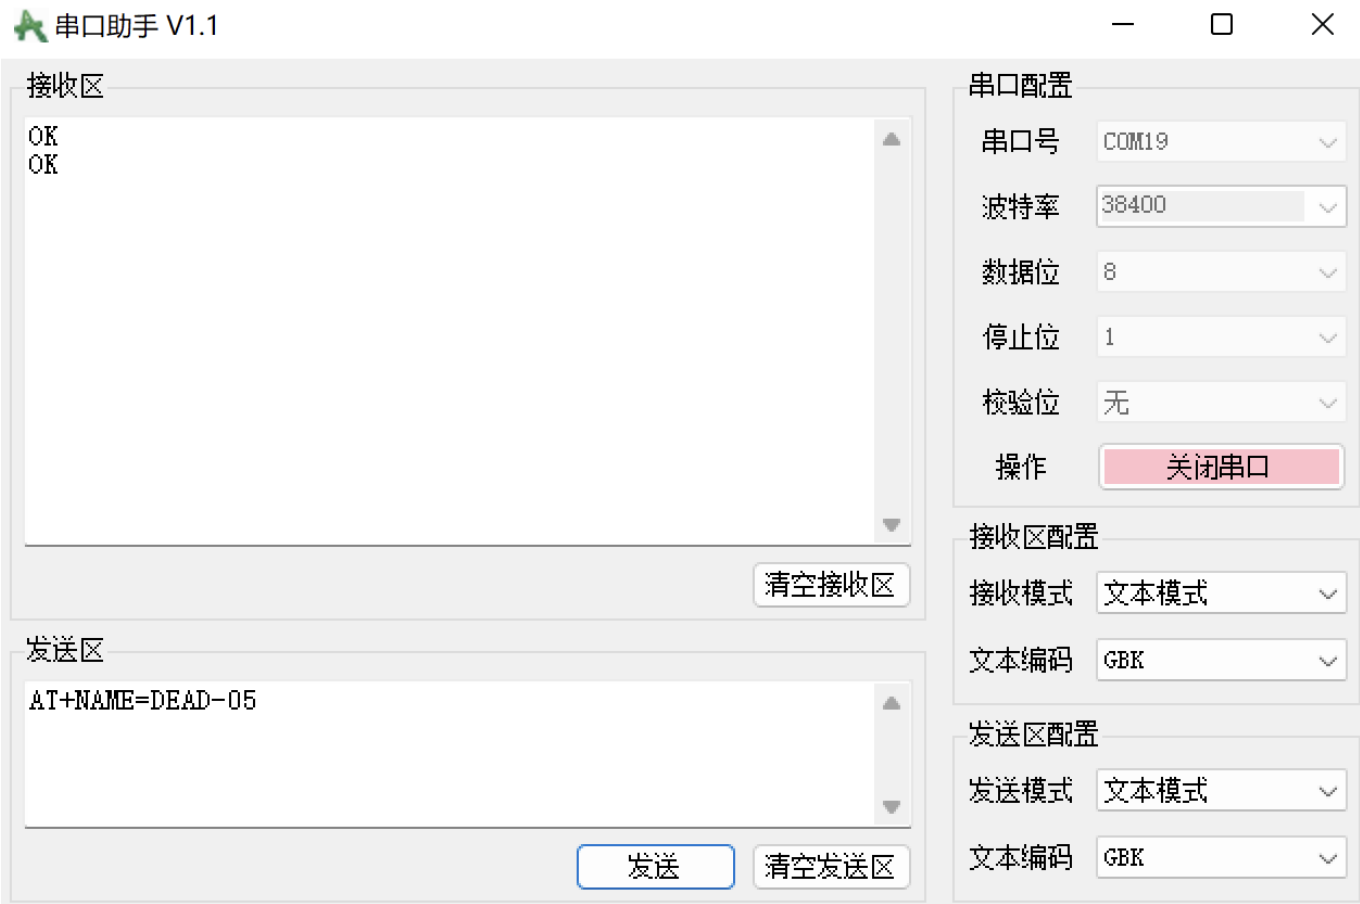 串口助手 V1.1
接收区
OK
OK
清空接收区
发送区
AT+NAME=DEAD-05
发送
清空发送区
串口配置
串口号 COM19
波特率 38400
数据位 8
停止位 1
校验位 无
操作 关闭串口
接收区配置
接收模式 文本模式
文本编码 GBK
发送区配置
发送模式 文本模式
文本编码 GBK